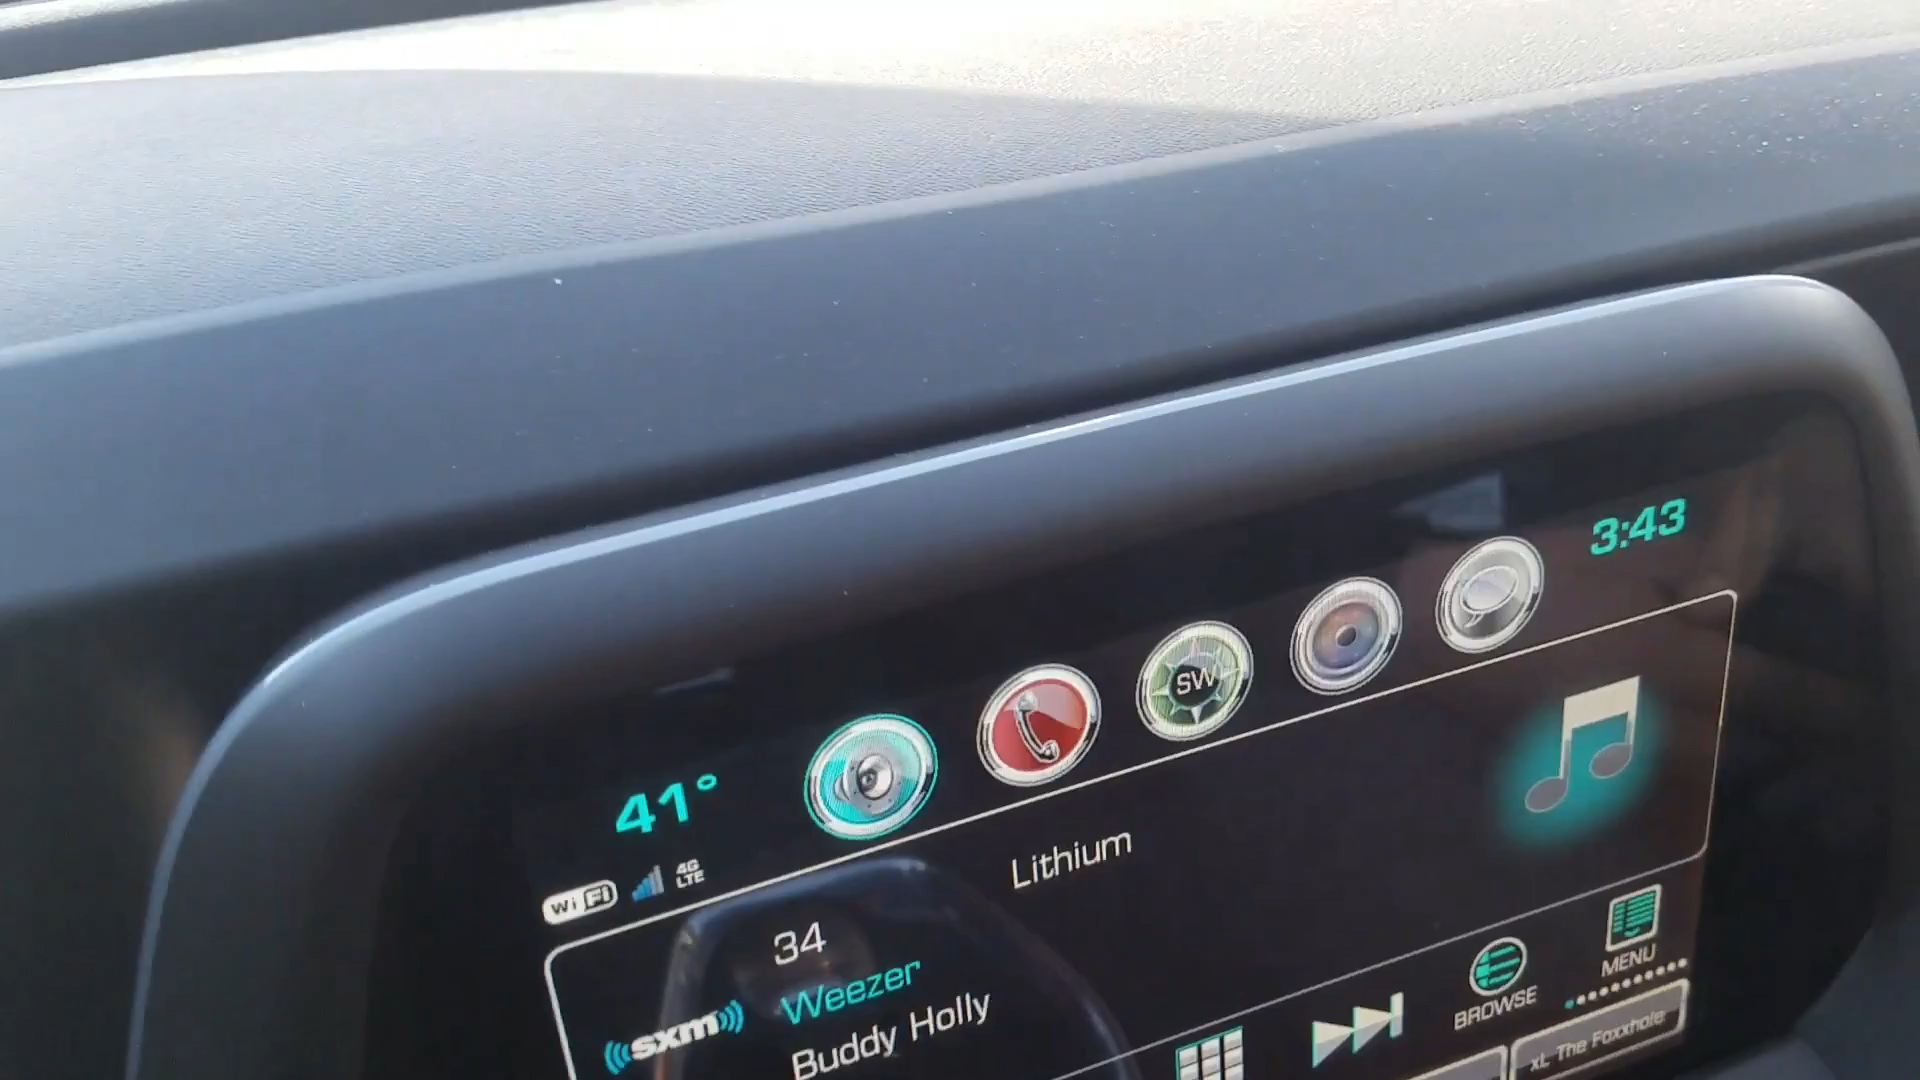 3:43
SW
41°
WiFi
4G
LTE
Lithium
34
Weezer
Buddy Holly
((sxm))
MENU
BROWSE
xL The Foxxhole